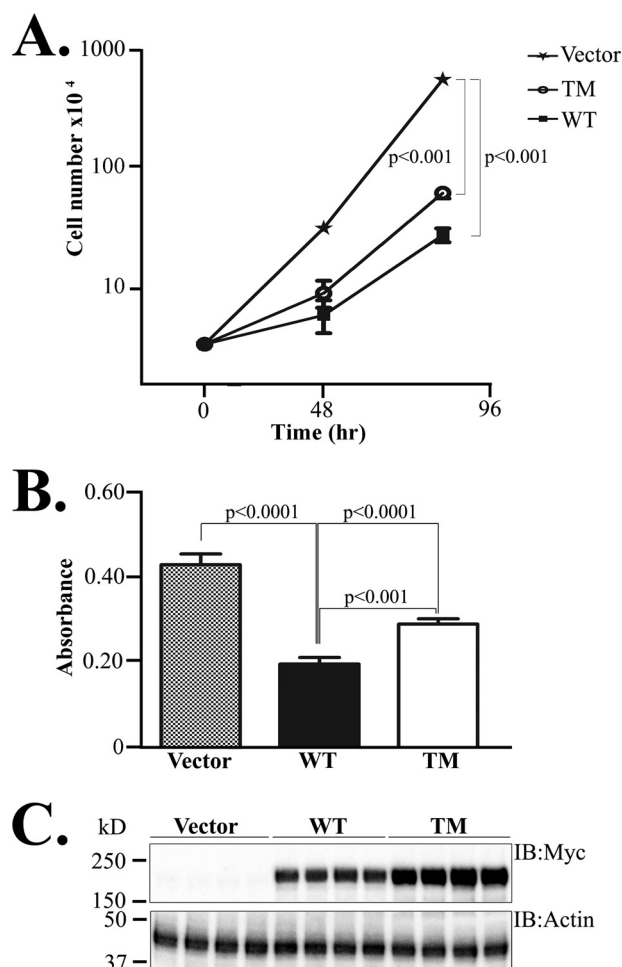 A.
1000
100
10
Cell number x10 4
Vector
TM
WT
p<0.001 p<0.001
0 48 96
Time (hr)
B.
0.60
0.40
0.20
0
Absorbance
p<0.0001 p<0.0001
p<0.001
Vector WT TM
C.
kD Vector WT TM
250
150
IB:Myc
50
37
IB:Actin